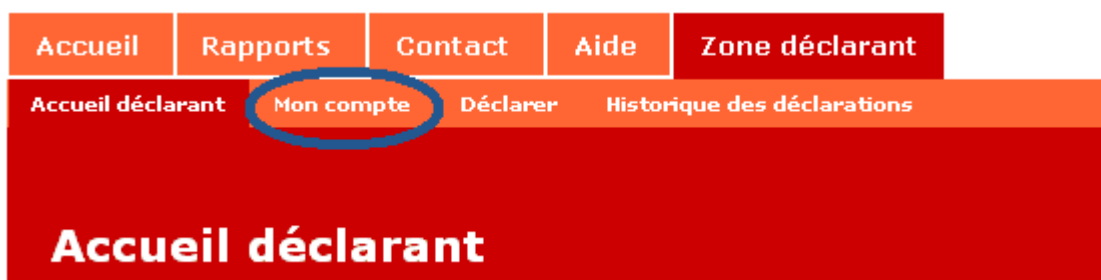 Accueil Rapports Contact Aide Zone déclarant
Accueil déclarant Mon compte Déclarer Historique des déclarations
Accueil déclarant